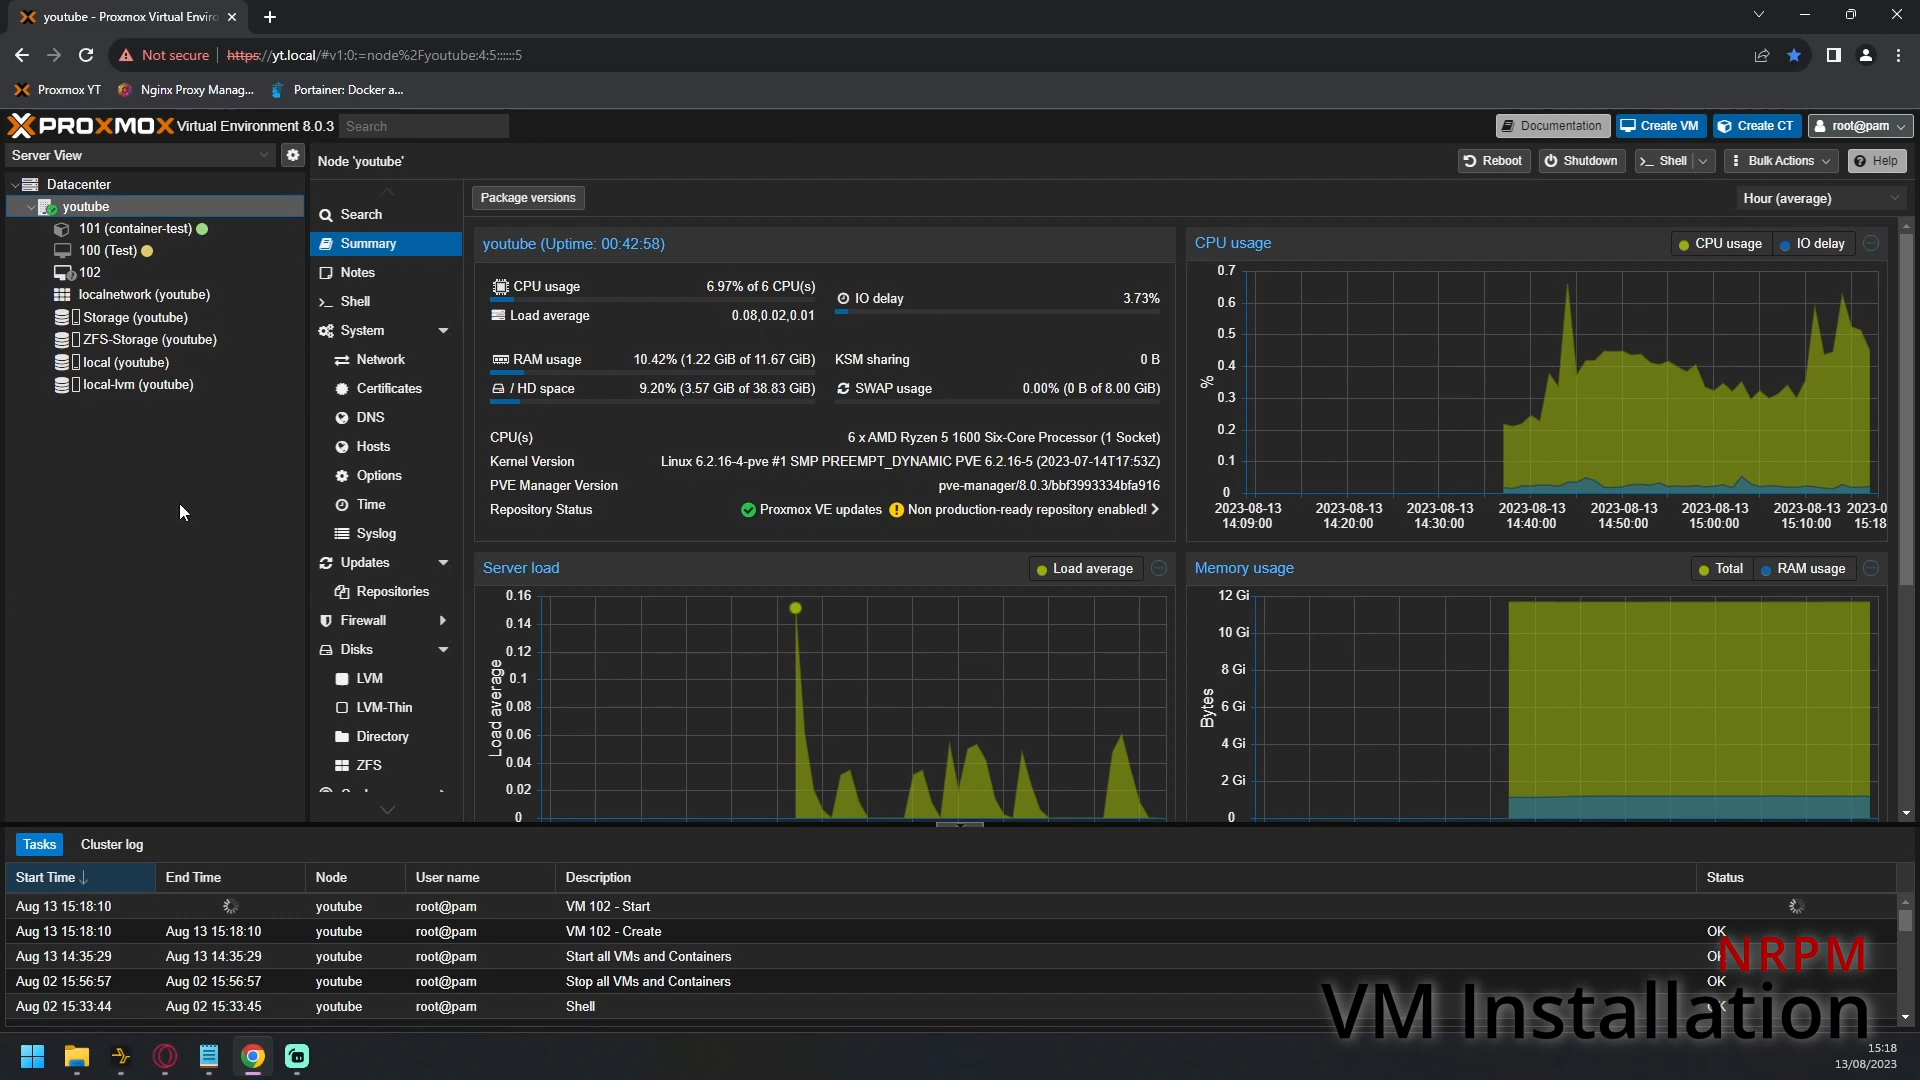 youtube - Proxmox Virtual Enviro
Not secure
https://yt.local/#v1:0:=node%2Fyoutube:4:5::::::5
Proxmox YT
Nginx Proxy Manag...
Portainer: Docker a...
PROXMOX Virtual Environment 8.0.3
Search
Documentation
Create VM
Create CT
root@pam
Server View
Node 'youtube'
Reboot
Shutdown
>_ Shell
Bulk Actions
Help
Datacenter
youtube
101 (container-test)
100 (Test)
102
localnetwork (youtube)
Storage (youtube)
ZFS-Storage (youtube)
local (youtube)
local-lvm (youtube)
Search
Summary
Notes
>_ Shell
System
Network
Certificates
DNS
Hosts
Options
Time
Syslog
Updates
Repositories
Firewall
Disks
LVM
LVM-Thin
Directory
ZFS
Package versions
Hour (average)
youtube (Uptime: 00:42:58)
CPU usage 6.97% of 6 CPU(s)
IO delay 3.73%
Load average 0.08,0.02,0.01
RAM usage 10.42% (1.22 GiB of 11.67 GiB)
KSM sharing 0 B
/ HD space 9.20% (3.57 GiB of 38.83 GiB)
SWAP usage 0.00% (0 B of 8.00 GiB)
CPU(s) 6 x AMD Ryzen 5 1600 Six-Core Processor (1 Socket)
Kernel Version Linux 6.2.16-4-pve #1 SMP PREEMPT_DYNAMIC PVE 6.2.16-5 (2023-07-14T17:53Z)
PVE Manager Version pve-manager/8.0.3/bbf3993334bfa916
Repository Status Proxmox VE updates Non production-ready repository enabled!
CPU usage
CPU usage
IO delay
0.7
0.6
0.5
0.4
0.3
0.2
0.1
0
%
2023-08-13 2023-08-13 2023-08-13 2023-08-13 2023-08-13 2023-08-13 2023-08-13 2023-0
14:09:00 14:20:00 14:30:00 14:40:00 14:50:00 15:00:00 15:10:00 15:18
Server load
Load average
0.16
0.14
0.12
0.1
0.08
0.06
0.04
0.02
0
Load average
Memory usage
Total
RAM usage
12 Gi
10 Gi
8 Gi
6 Gi
4 Gi
2 Gi
0
Bytes
Tasks
Cluster log
Start Time End Time Node User name Description Status
Aug 13 15:18:10 youtube root@pam VM 102 - Start
Aug 13 15:18:10 Aug 13 15:18:10 youtube root@pam VM 102 - Create OK
Aug 13 14:35:29 Aug 13 14:35:29 youtube root@pam Start all VMs and Containers OK
Aug 02 15:56:57 Aug 02 15:56:57 youtube root@pam Stop all VMs and Containers OK
Aug 02 15:33:44 Aug 02 15:33:45 youtube root@pam Shell OK
NRPM
VM Installation
15:18
13/08/2023